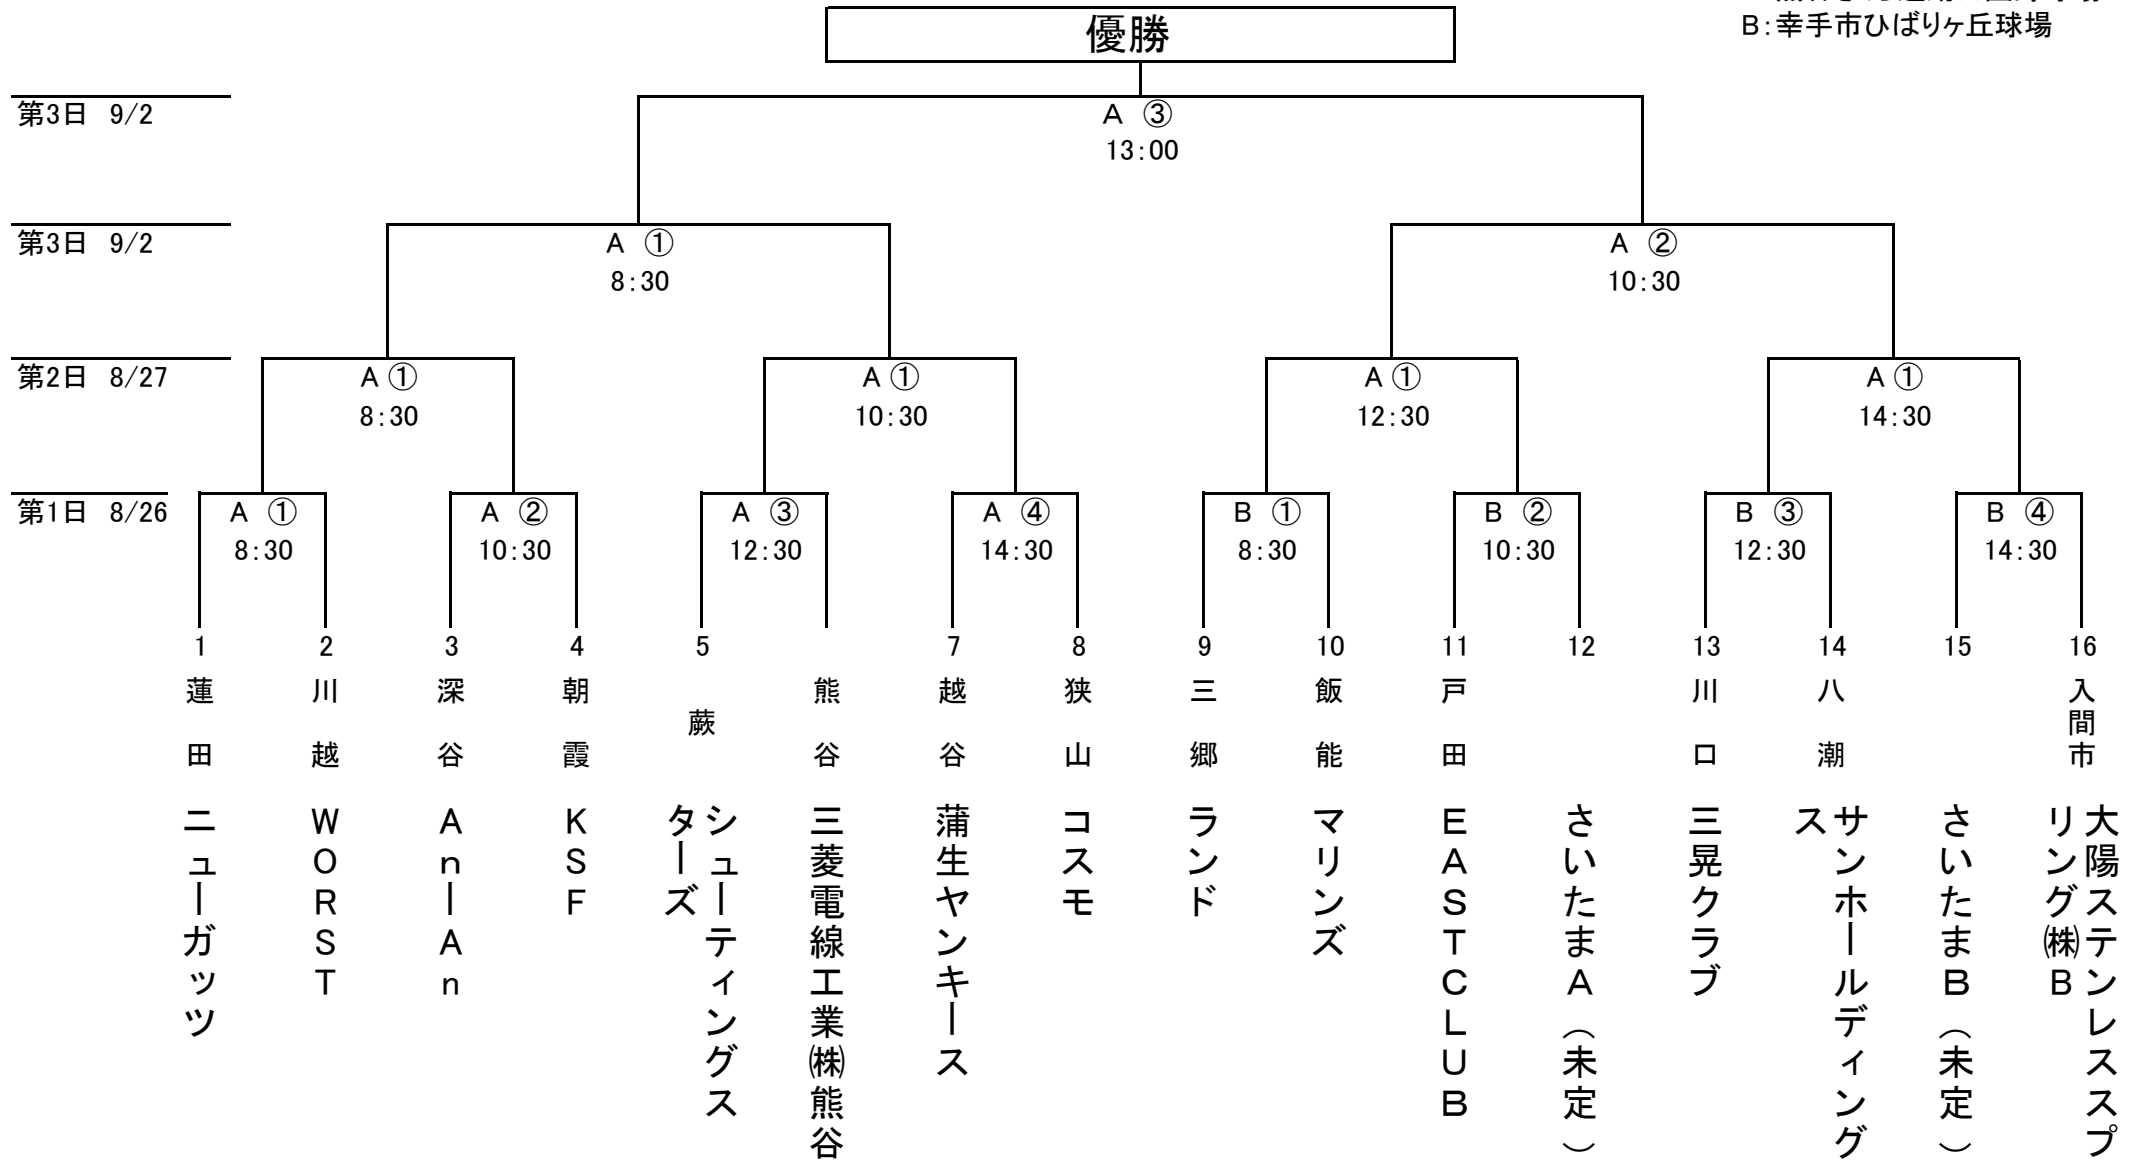 優勝
B：幸手市ひばりヶ丘球場
第3日 9/2
A ③
13：00
第3日 9/2
A ①
8：30
A ②
10：30
第2日 8/27
A ①
8：30
A ①
10：30
A ①
12：30
A ①
14：30
第1日 8/26
A ①
8：30
A ②
10：30
A ③
12：30
A ④
14：30
B ①
8：30
B ②
10：30
B ③
12：30
B ④
14：30
1
蓮田
ニューガッツ
2
川越
WORST
3
深谷
AnーAn
4
朝霞
KSF
5
蕨
シューティングス
ターズ
熊谷
三菱電線工業㈱熊谷
7
越谷
蒲生ヤンキース
8
狭山
コスモ
9
三郷
ランド
10
飯能
マリンズ
11
戸田
EASTCLUB
12
さいたまA（未定）
13
川口
三晃クラブ
14
八潮
サンホールディング
ス
15
さいたまB（未定）
16
入間市
大陽ステンレススプ
リング㈱B